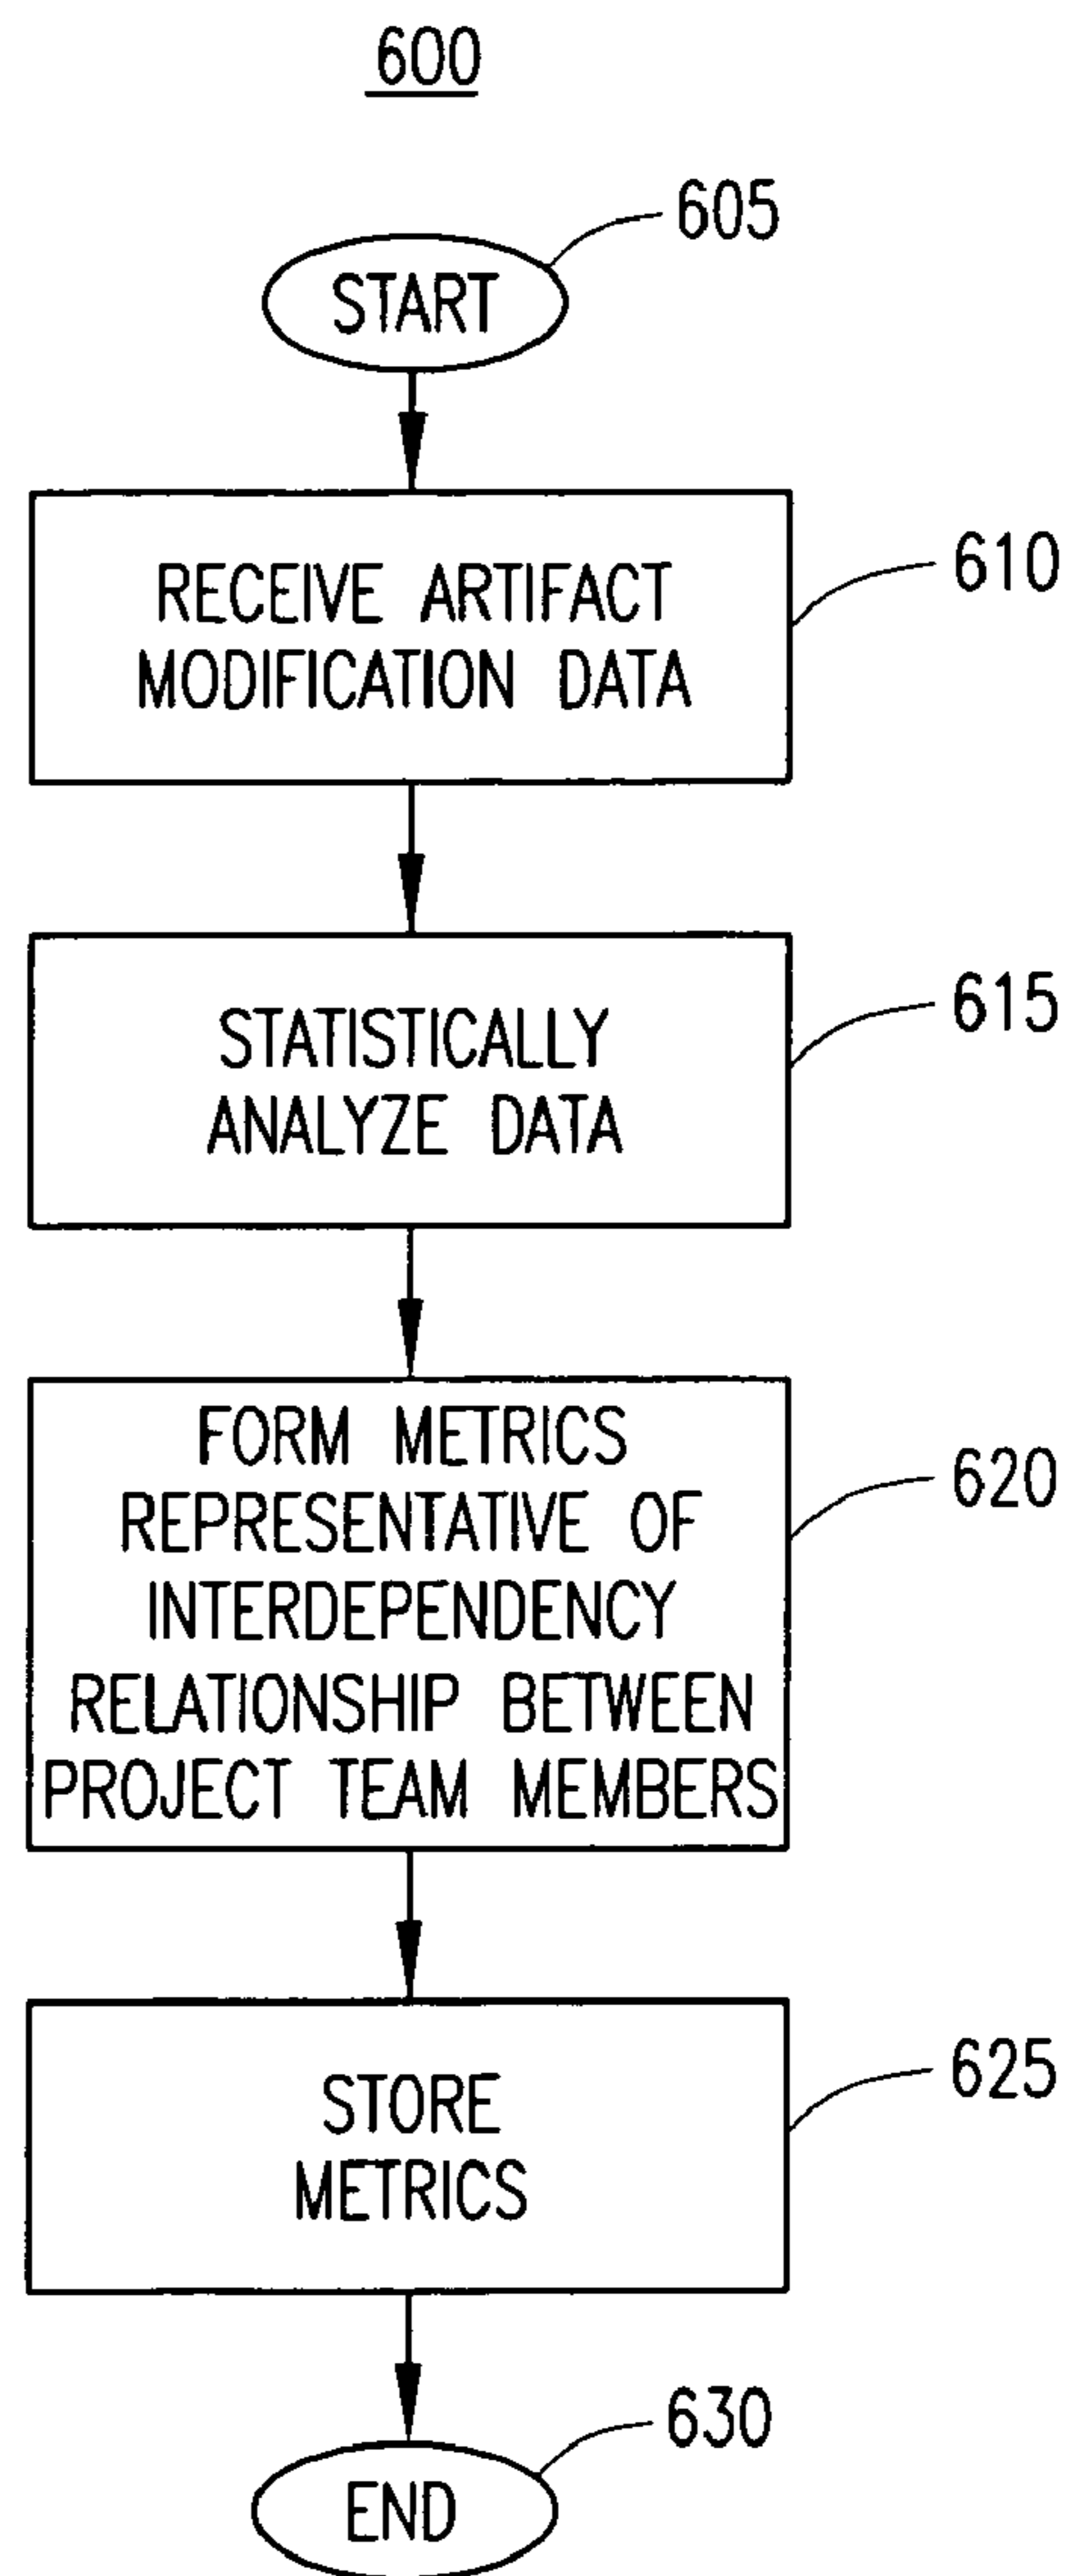 600
605
START
610
RECEIVE ARTIFACT
MODIFICATION DATA
615
STATISTICALLY
ANALYZE DATA
620
FORM METRICS
REPRESENTATIVE OF
INTERDEPENDENCY
RELATIONSHIP BETWEEN
PROJECT TEAM MEMBERS
625
STORE
METRICS
630
END